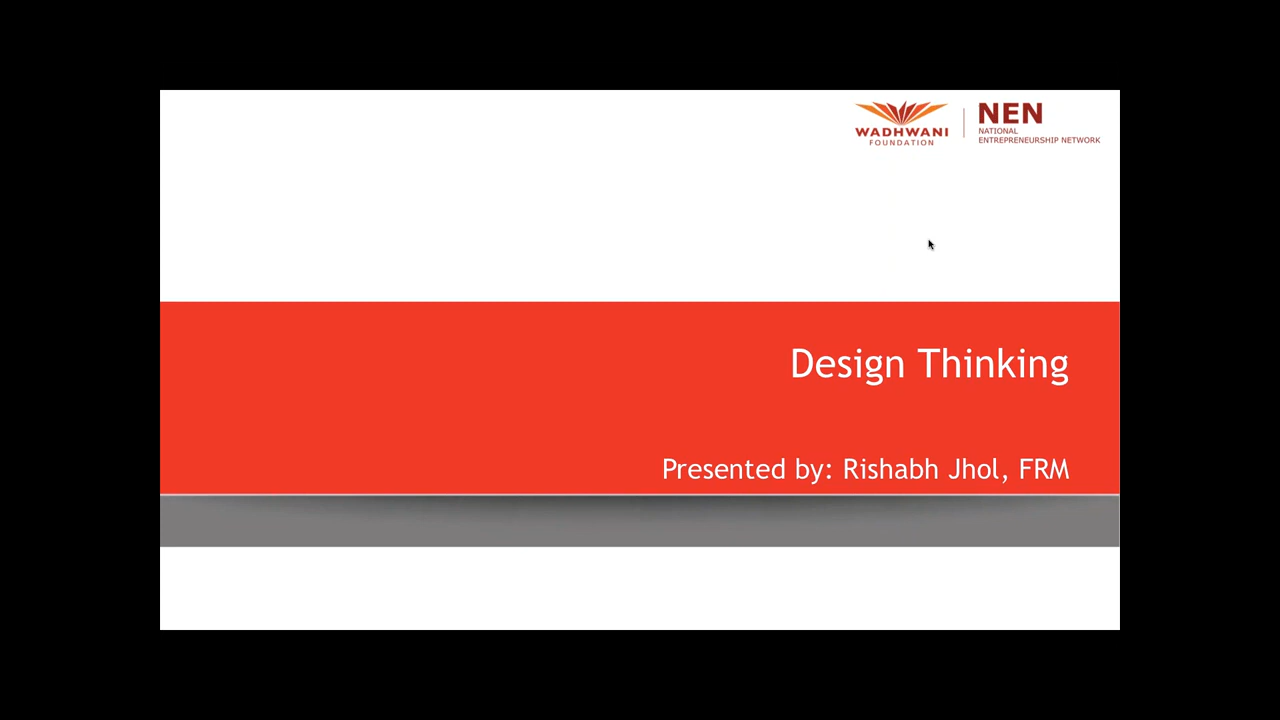 WADHWANI
FOUNDATION
NEN
NATIONAL
ENTREPRENEURSHIP NETWORK
Design Thinking
Presented by: Rishabh Jhol, FRM